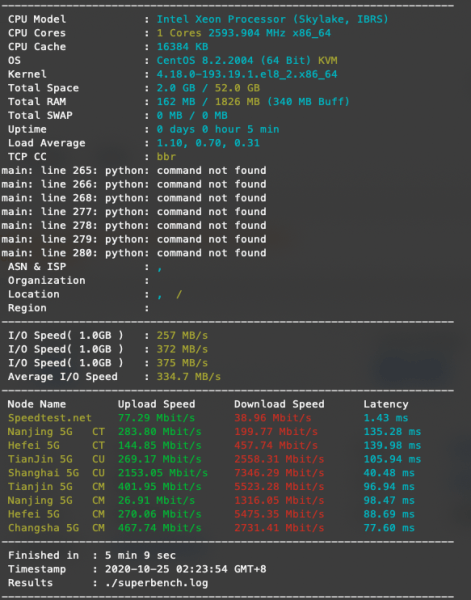 CPU Model : Intel Xeon Processor (Skylake, IBRS)
CPU Cores : 1 Cores 2593.904 MHz x86_64
CPU Cache : 16384 KB
OS : CentOS 8.2.2004 (64 Bit) KVM
Kernel : 4.18.0-193.19.1.el8_2.x86_64
Total Space : 2.0 GB / 52.0 GB
Total RAM : 162 MB / 1826 MB (340 MB Buff)
Total SWAP : 0 MB / 0 MB
Uptime : 0 days 0 hour 5 min
Load Average : 1.10, 0.70, 0.31
TCP CC : bbr
main: line 265: python: command not found
main: line 266: python: command not found
main: line 268: python: command not found
main: line 277: python: command not found
main: line 278: python: command not found
main: line 279: python: command not found
main: line 280: python: command not found
ASN & ISP : ,
Organization :
Location : , /
Region :
I/O Speed( 1.0GB ) : 257 MB/s
I/O Speed( 1.0GB ) : 372 MB/s
I/O Speed( 1.0GB ) : 375 MB/s
Average I/O Speed : 334.7 MB/s
Node Name Upload Speed Download Speed Latency
Speedtest.net 77.29 Mbit/s 38.96 Mbit/s 1.43 ms
Nanjing 5G CT 283.80 Mbit/s 199.77 Mbit/s 135.28 ms
Hefei 5G CT 144.85 Mbit/s 457.74 Mbit/s 139.98 ms
TianJin 5G CU 269.17 Mbit/s 2558.31 Mbit/s 105.94 ms
Shanghai 5G CU 2153.05 Mbit/s 7346.29 Mbit/s 40.48 ms
Tianjin 5G CM 401.95 Mbit/s 5523.28 Mbit/s 96.94 ms
Nanjing 5G CM 26.91 Mbit/s 1316.05 Mbit/s 98.47 ms
Hefei 5G CM 270.06 Mbit/s 5475.35 Mbit/s 88.69 ms
Changsha 5G CM 467.74 Mbit/s 2731.41 Mbit/s 77.60 ms
Finished in : 5 min 9 sec
Timestamp : 2020-10-25 02:23:54 GMT+8
Results : ./superbench.log